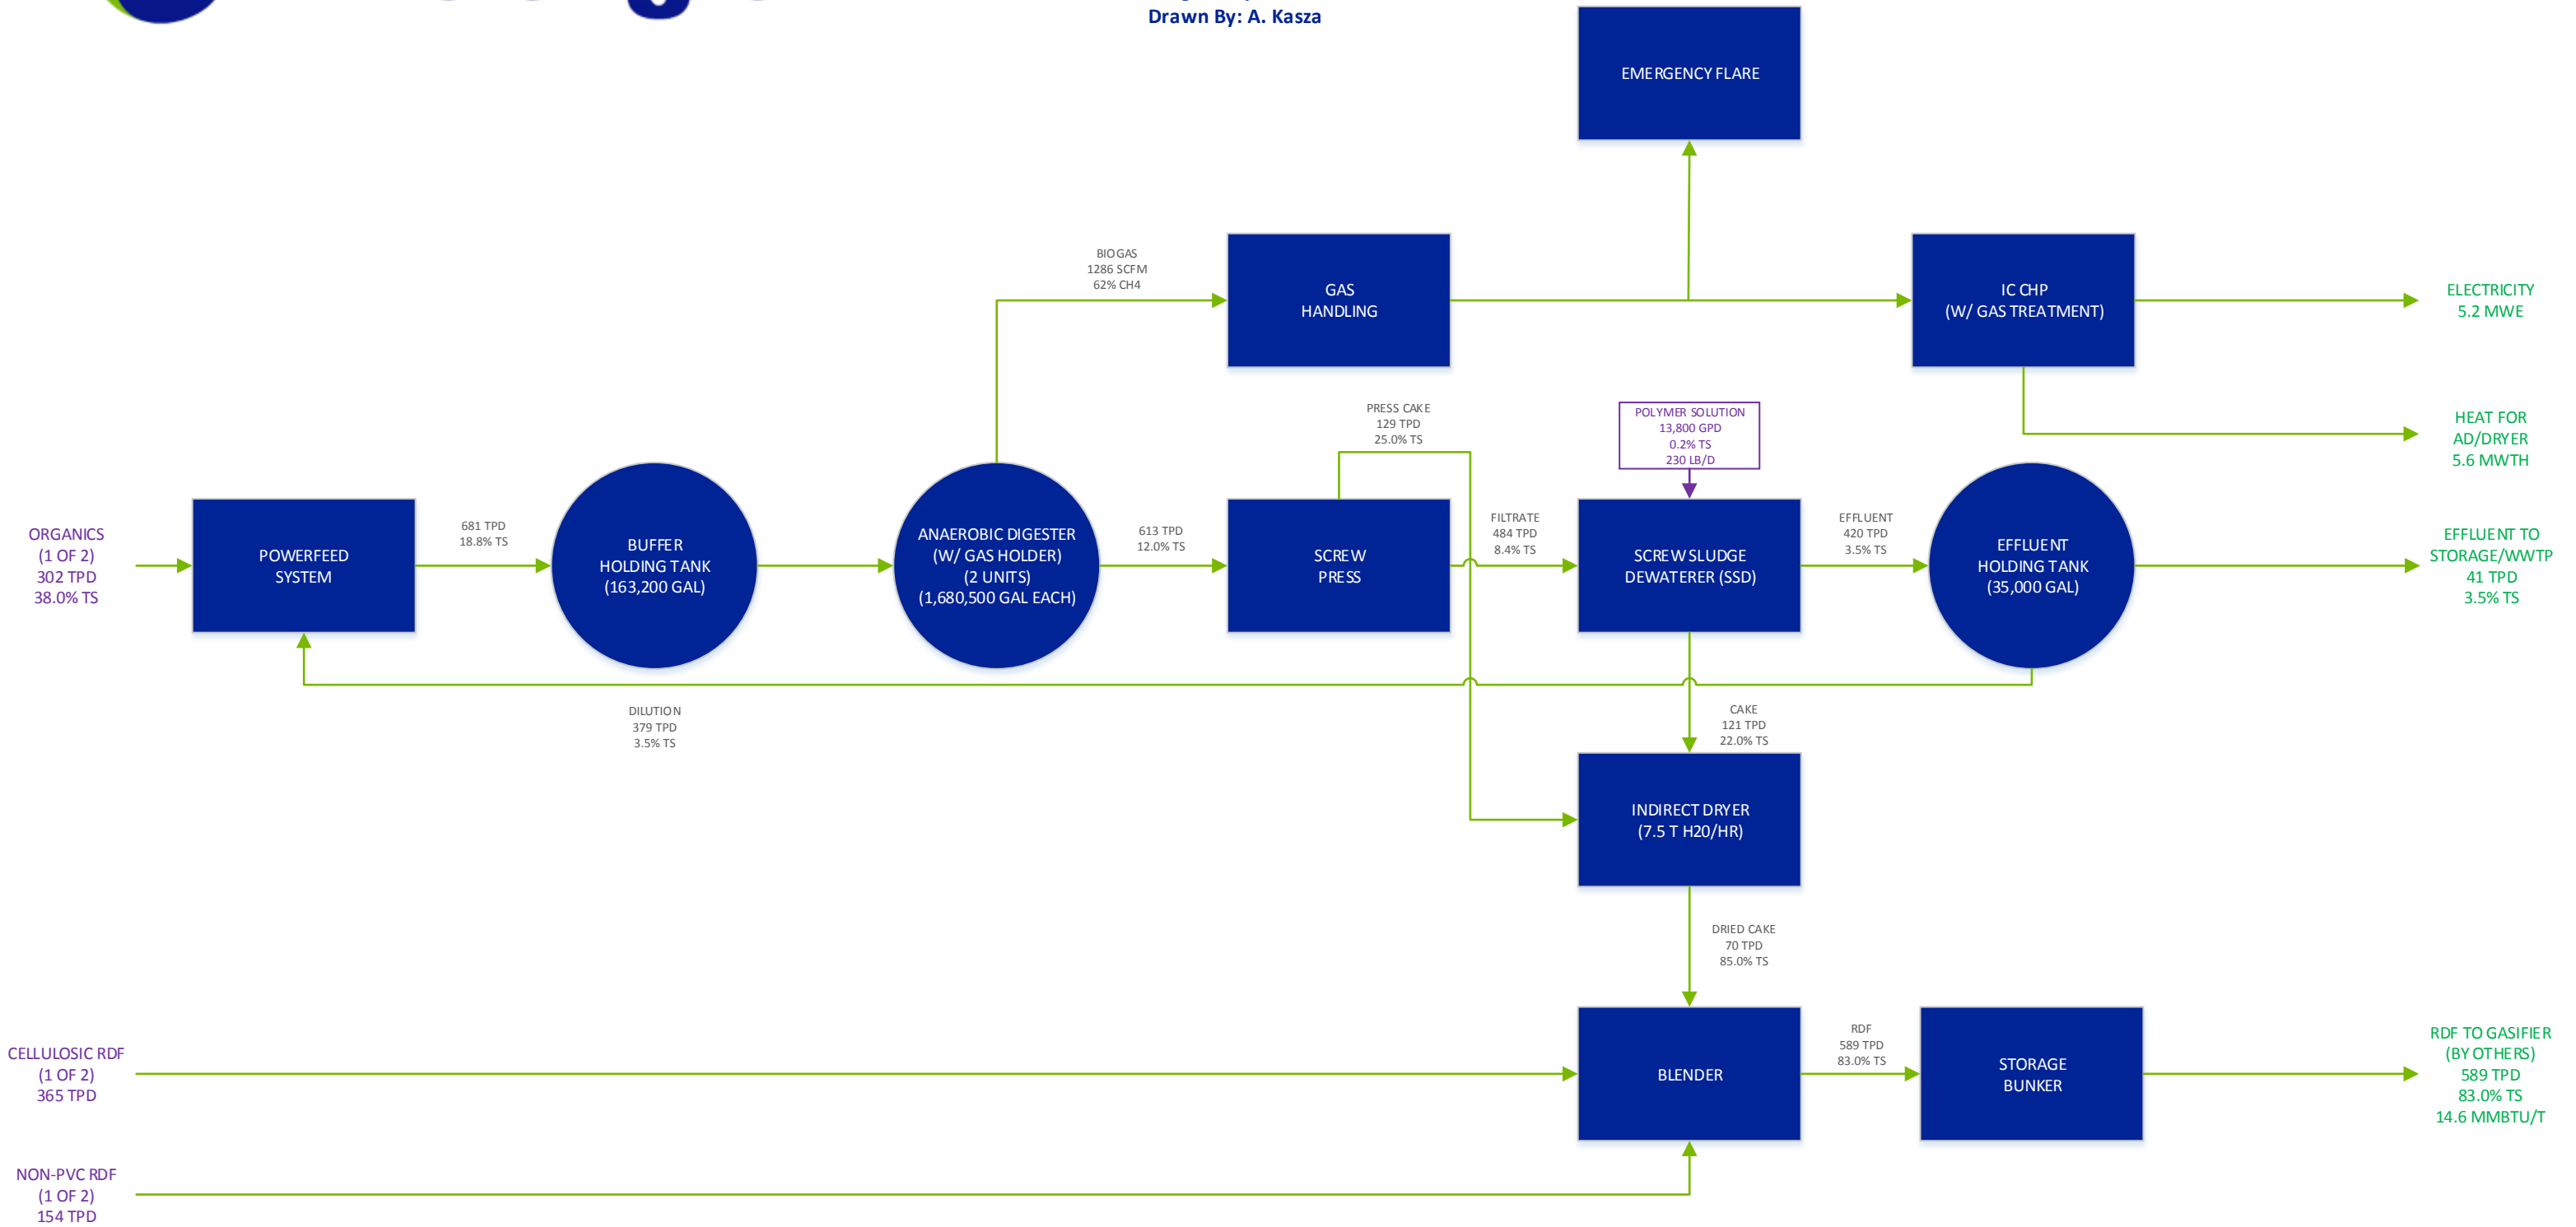 Drawn By: A. Kasza
EMERGENCY FLARE
BIOGAS
1286 SCFM
62% CH4
GAS
HANDLING
IC CHP
(W/ GAS TREATMENT)
ELECTRICITY
5.2 MWE
HEAT FOR
AD/DRYER
5.6 MWTH
PRESS CAKE
129 TPD
25.0% TS
POLYMER SOLUTION
13,800 GPD
0.2% TS
230 LB/D
ORGANICS
(1 OF 2)
302 TPD
38.0% TS
POWERFEED
SYSTEM
681 TPD
18.8% TS
BUFFER
HOLDING TANK
(163,200 GAL)
ANAEROBIC DIGESTER
(W/ GAS HOLDER)
(2 UNITS)
(1,680,500 GAL EACH)
613 TPD
12.0% TS
SCREW
PRESS
FILTRATE
484 TPD
8.4% TS
SCREW SLUDGE
DEWATERER (SSD)
EFFLUENT
420 TPD
3.5% TS
EFFLUENT
HOLDING TANK
(35,000 GAL)
EFFLUENT TO
STORAGE/WWTP
41 TPD
3.5% TS
DILUTION
379 TPD
3.5% TS
CAKE
121 TPD
22.0% TS
INDIRECT DRYER
(7.5 T H20/HR)
DRIED CAKE
70 TPD
85.0% TS
CELLULOSIC RDF
(1 OF 2)
365 TPD
BLENDER
RDF
589 TPD
83.0% TS
STORAGE
BUNKER
RDF TO GASIFIER
(BY OTHERS)
589 TPD
83.0% TS
14.6 MMBTU/T
NON-PVC RDF
(1 OF 2)
154 TPD